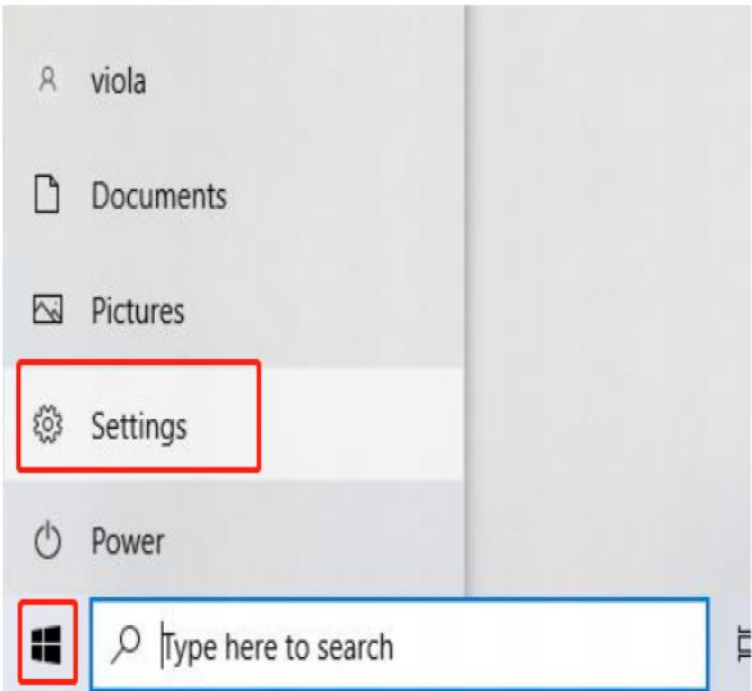 viola
Documents
Pictures
Settings
Power
Type here to search